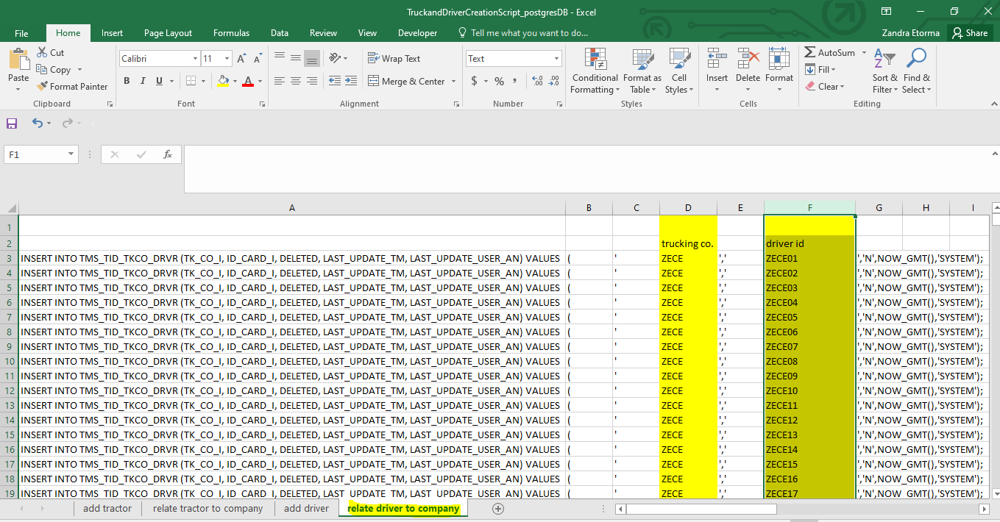 TruckandDriverCreationScript_postgresDB - Excel
File Home Insert Page Layout Formulas Data Review View Developer Tell me what you want to do... Zandra Etorma Share
Paste
Cut
Copy
Format Painter
Clipboard
Calibri 11
B I U A
Font
Wrap Text
Merge & Center
Alignment
Text
$ % , .00 .00
Number
Conditional Formatting
Format as Table
Cell Styles
Styles
Insert Delete Format
Cells
AutoSum
Fill
Clear
Sort & Filter
Find & Select
Editing
F1 fx
A B C D E F G H I
1
2 trucking co. driver id
3 INSERT INTO TMS_TID_TKCO_DRVR (TK_CO_I, ID_CARD_I, DELETED, LAST_UPDATE_TM, LAST_UPDATE_USER_AN) VALUES ( ' ZECE ',' ZECE01 ','N',NOW_GMT(),'SYSTEM');
4 INSERT INTO TMS_TID_TKCO_DRVR (TK_CO_I, ID_CARD_I, DELETED, LAST_UPDATE_TM, LAST_UPDATE_USER_AN) VALUES ( ' ZECE ',' ZECE02 ','N',NOW_GMT(),'SYSTEM');
5 INSERT INTO TMS_TID_TKCO_DRVR (TK_CO_I, ID_CARD_I, DELETED, LAST_UPDATE_TM, LAST_UPDATE_USER_AN) VALUES ( ' ZECE ',' ZECE03 ','N',NOW_GMT(),'SYSTEM');
6 INSERT INTO TMS_TID_TKCO_DRVR (TK_CO_I, ID_CARD_I, DELETED, LAST_UPDATE_TM, LAST_UPDATE_USER_AN) VALUES ( ' ZECE ',' ZECE04 ','N',NOW_GMT(),'SYSTEM');
7 INSERT INTO TMS_TID_TKCO_DRVR (TK_CO_I, ID_CARD_I, DELETED, LAST_UPDATE_TM, LAST_UPDATE_USER_AN) VALUES ( ' ZECE ',' ZECE05 ','N',NOW_GMT(),'SYSTEM');
8 INSERT INTO TMS_TID_TKCO_DRVR (TK_CO_I, ID_CARD_I, DELETED, LAST_UPDATE_TM, LAST_UPDATE_USER_AN) VALUES ( ' ZECE ',' ZECE06 ','N',NOW_GMT(),'SYSTEM');
9 INSERT INTO TMS_TID_TKCO_DRVR (TK_CO_I, ID_CARD_I, DELETED, LAST_UPDATE_TM, LAST_UPDATE_USER_AN) VALUES ( ' ZECE ',' ZECE07 ','N',NOW_GMT(),'SYSTEM');
10 INSERT INTO TMS_TID_TKCO_DRVR (TK_CO_I, ID_CARD_I, DELETED, LAST_UPDATE_TM, LAST_UPDATE_USER_AN) VALUES ( ' ZECE ',' ZECE08 ','N',NOW_GMT(),'SYSTEM');
11 INSERT INTO TMS_TID_TKCO_DRVR (TK_CO_I, ID_CARD_I, DELETED, LAST_UPDATE_TM, LAST_UPDATE_USER_AN) VALUES ( ' ZECE ',' ZECE09 ','N',NOW_GMT(),'SYSTEM');
12 INSERT INTO TMS_TID_TKCO_DRVR (TK_CO_I, ID_CARD_I, DELETED, LAST_UPDATE_TM, LAST_UPDATE_USER_AN) VALUES ( ' ZECE ',' ZECE10 ','N',NOW_GMT(),'SYSTEM');
13 INSERT INTO TMS_TID_TKCO_DRVR (TK_CO_I, ID_CARD_I, DELETED, LAST_UPDATE_TM, LAST_UPDATE_USER_AN) VALUES ( ' ZECE ',' ZECE11 ','N',NOW_GMT(),'SYSTEM');
14 INSERT INTO TMS_TID_TKCO_DRVR (TK_CO_I, ID_CARD_I, DELETED, LAST_UPDATE_TM, LAST_UPDATE_USER_AN) VALUES ( ' ZECE ',' ZECE12 ','N',NOW_GMT(),'SYSTEM');
15 INSERT INTO TMS_TID_TKCO_DRVR (TK_CO_I, ID_CARD_I, DELETED, LAST_UPDATE_TM, LAST_UPDATE_USER_AN) VALUES ( ' ZECE ',' ZECE13 ','N',NOW_GMT(),'SYSTEM');
16 INSERT INTO TMS_TID_TKCO_DRVR (TK_CO_I, ID_CARD_I, DELETED, LAST_UPDATE_TM, LAST_UPDATE_USER_AN) VALUES ( ' ZECE ',' ZECE14 ','N',NOW_GMT(),'SYSTEM');
17 INSERT INTO TMS_TID_TKCO_DRVR (TK_CO_I, ID_CARD_I, DELETED, LAST_UPDATE_TM, LAST_UPDATE_USER_AN) VALUES ( ' ZECE ',' ZECE15 ','N',NOW_GMT(),'SYSTEM');
18 INSERT INTO TMS_TID_TKCO_DRVR (TK_CO_I, ID_CARD_I, DELETED, LAST_UPDATE_TM, LAST_UPDATE_USER_AN) VALUES ( ' ZECE ',' ZECE16 ','N',NOW_GMT(),'SYSTEM');
19 INSERT INTO TMS_TID_TKCO_DRVR (TK_CO_I, ID_CARD_I, DELETED, LAST_UPDATE_TM, LAST_UPDATE_USER_AN) VALUES ( ' ZECE ',' ZECE17 ','N',NOW_GMT(),'SYSTEM');
add tractor relate tractor to company add driver relate driver to company